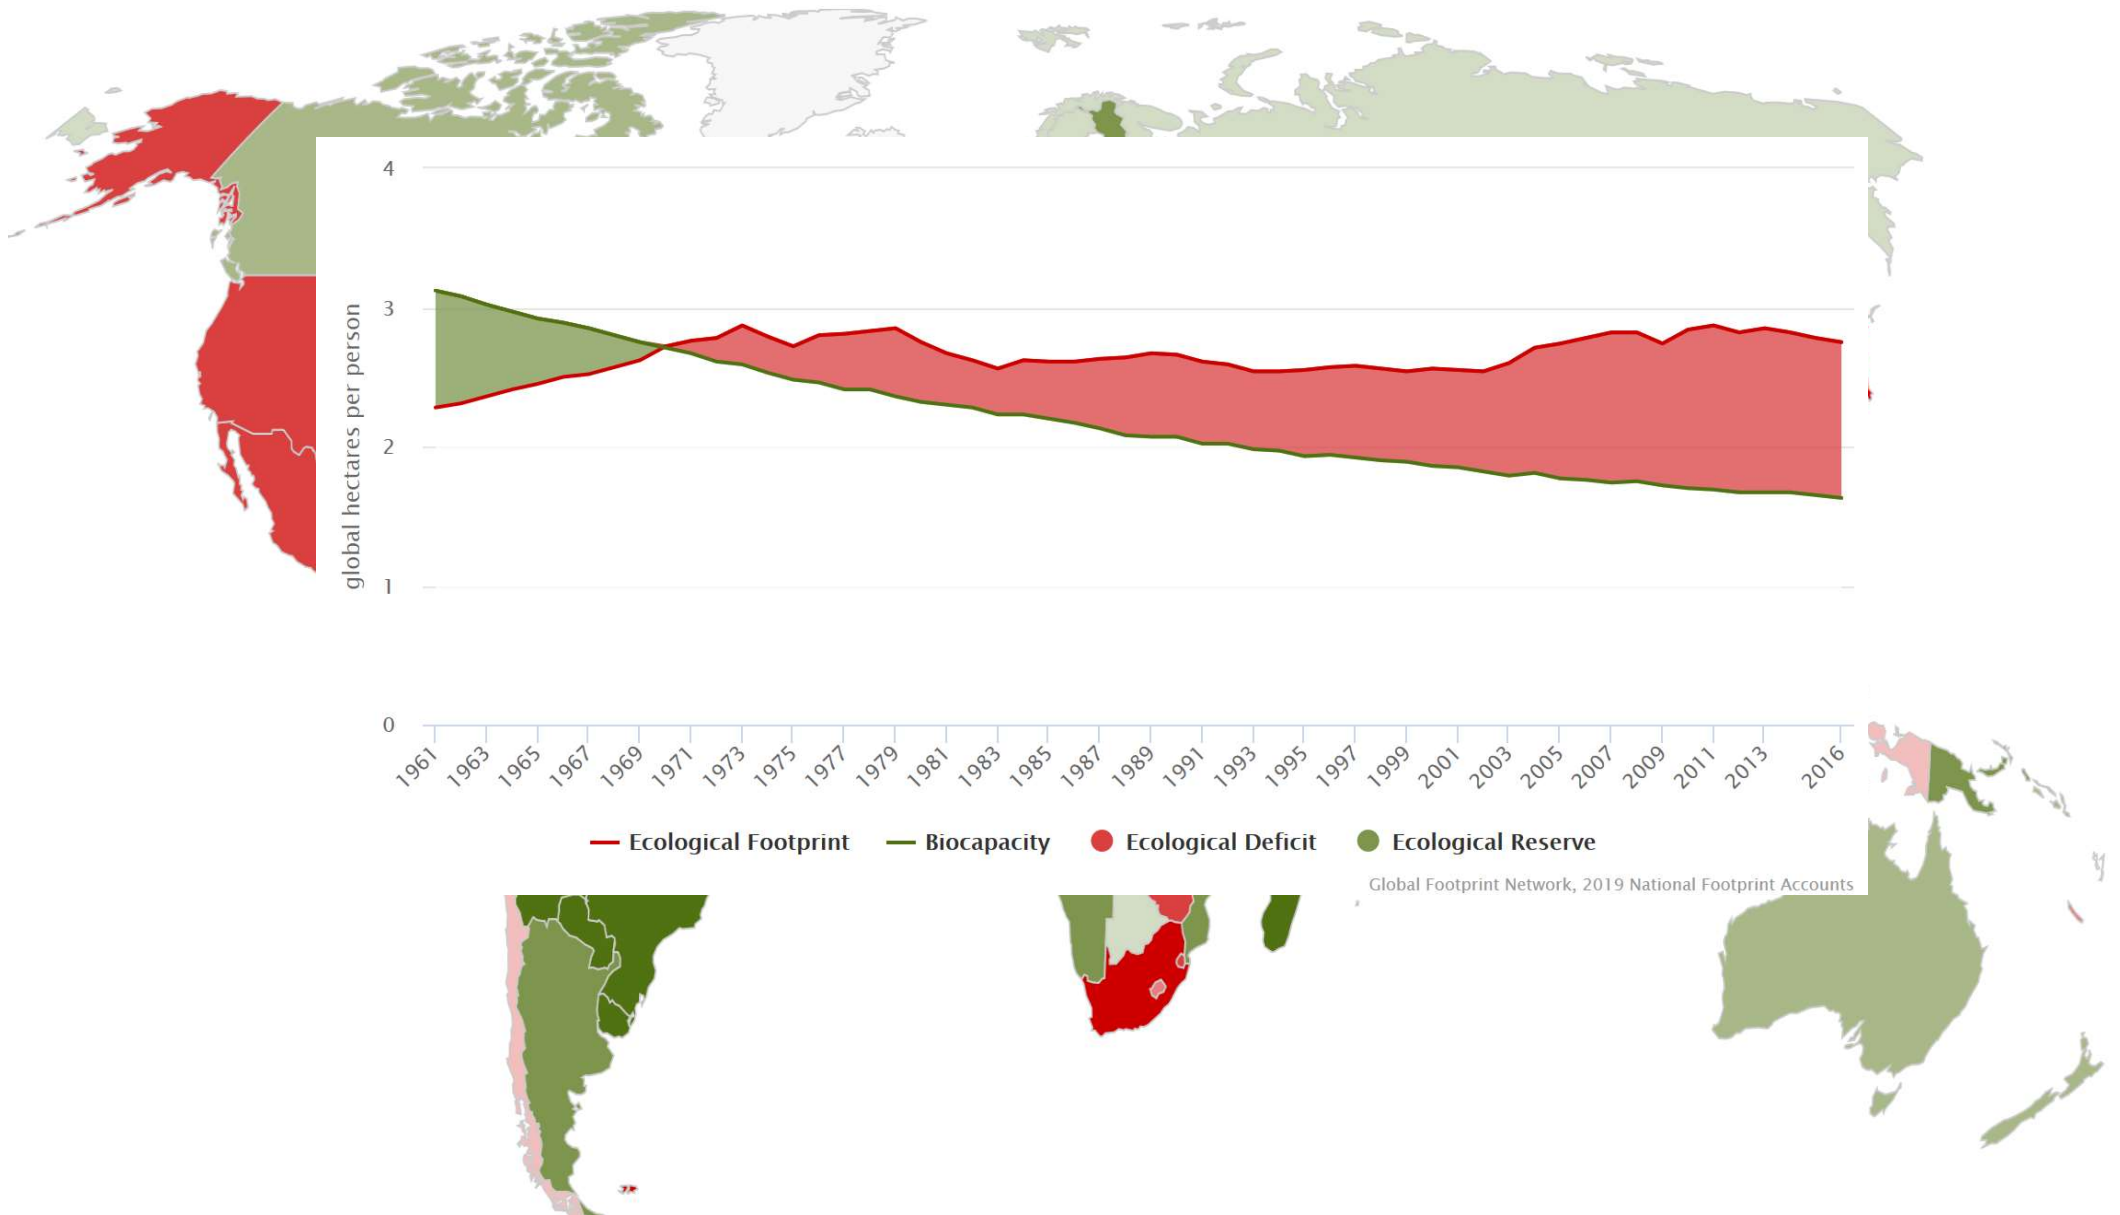 4
3
2
1
0
global hectares per person
1961 1963 1965 1967 1969 1971 1973 1975 1977 1979 1981 1983 1985 1987 1989 1991 1993 1995 1997 1999 2001 2003 2005 2007 2009 2011 2013 2016
Ecological Footprint Biocapacity Ecological Deficit Ecological Reserve
Global Footprint Network, 2019 National Footprint Accounts